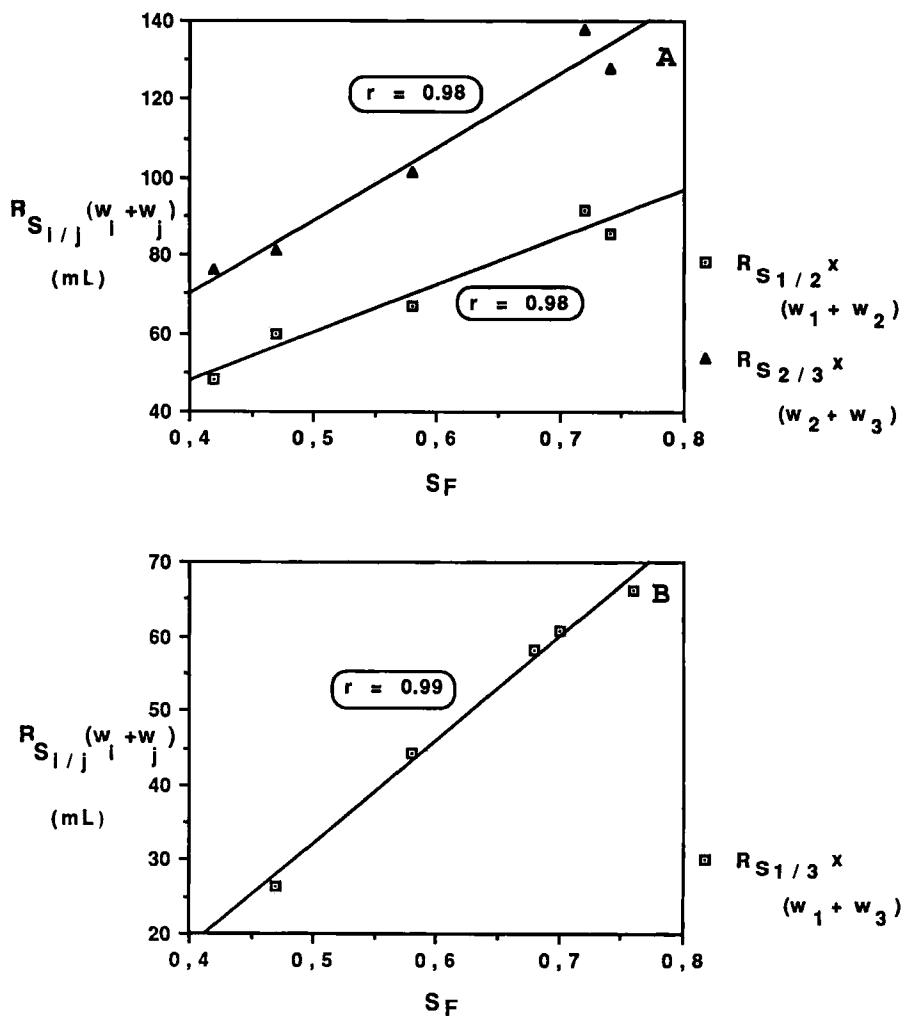 140
120
100
80
60
40
A
r = 0.98
r = 0.98
R S i / j (w i + w j)
(mL)
0,4 0,5 0,6 0,7 0,8
S F
R S 1 / 2 x
(w 1 + w 2)
R S 2 / 3 x
(w 2 + w 3)
70
60
50
40
30
20
B
r = 0.99
R S i / j (w i + w j)
(mL)
0,4 0,5 0,6 0,7 0,8
S F
R S 1 / 3 x
(w 1 + w 3)